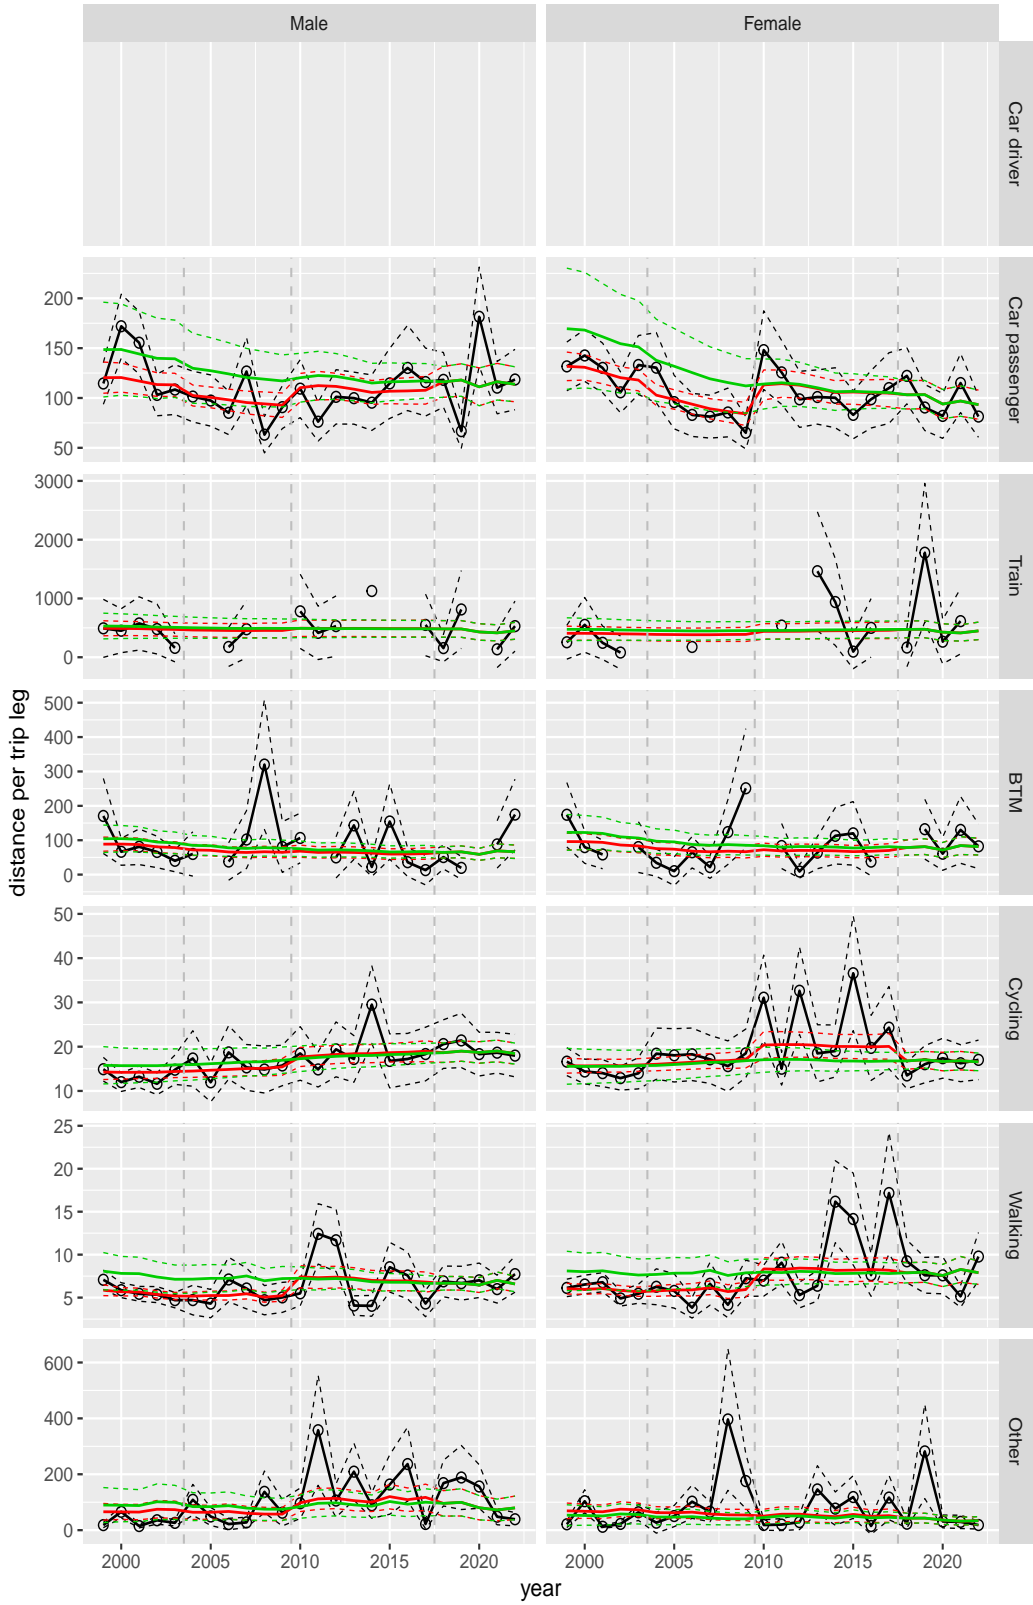 Male Female
Car driver
200
150
100
50
Car passenger
3000
2000
1000
0
Train
500
400
300
200
100
0
BTM
50
40
30
20
10
Cycling
25
20
15
10
5
Walking
600
400
200
0
Other
distance per trip leg
2000 2005 2010 2015 2020 2000 2005 2010 2015 2020
year